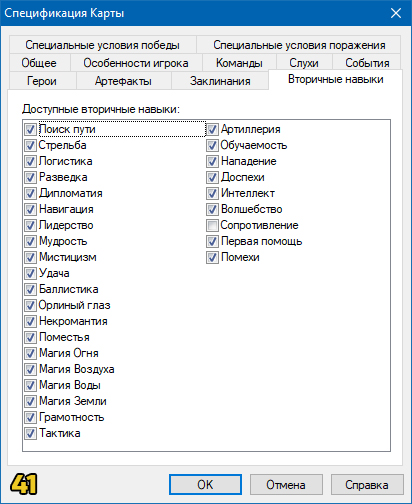 Спецификация Карты
Специальные условия победы Специальные условия поражения
Общее Особенности игрока Команды Слухи События
Герои Артефакты Заклинания Вторичные навыки
Доступные вторичные навыки:
Поиск пути
Стрельба
Логистика
Разведка
Дипломатия
Навигация
Лидерство
Мудрость
Мистицизм
Удача
Баллистика
Орлиный глаз
Некромантия
Поместья
Магия Огня
Магия Воздуха
Магия Воды
Магия Земли
Грамотность
Тактика
Артиллерия
Обучаемость
Нападение
Доспехи
Интеллект
Волшебство
Сопротивление
Первая помощь
Помехи
41
OK Отмена Справка